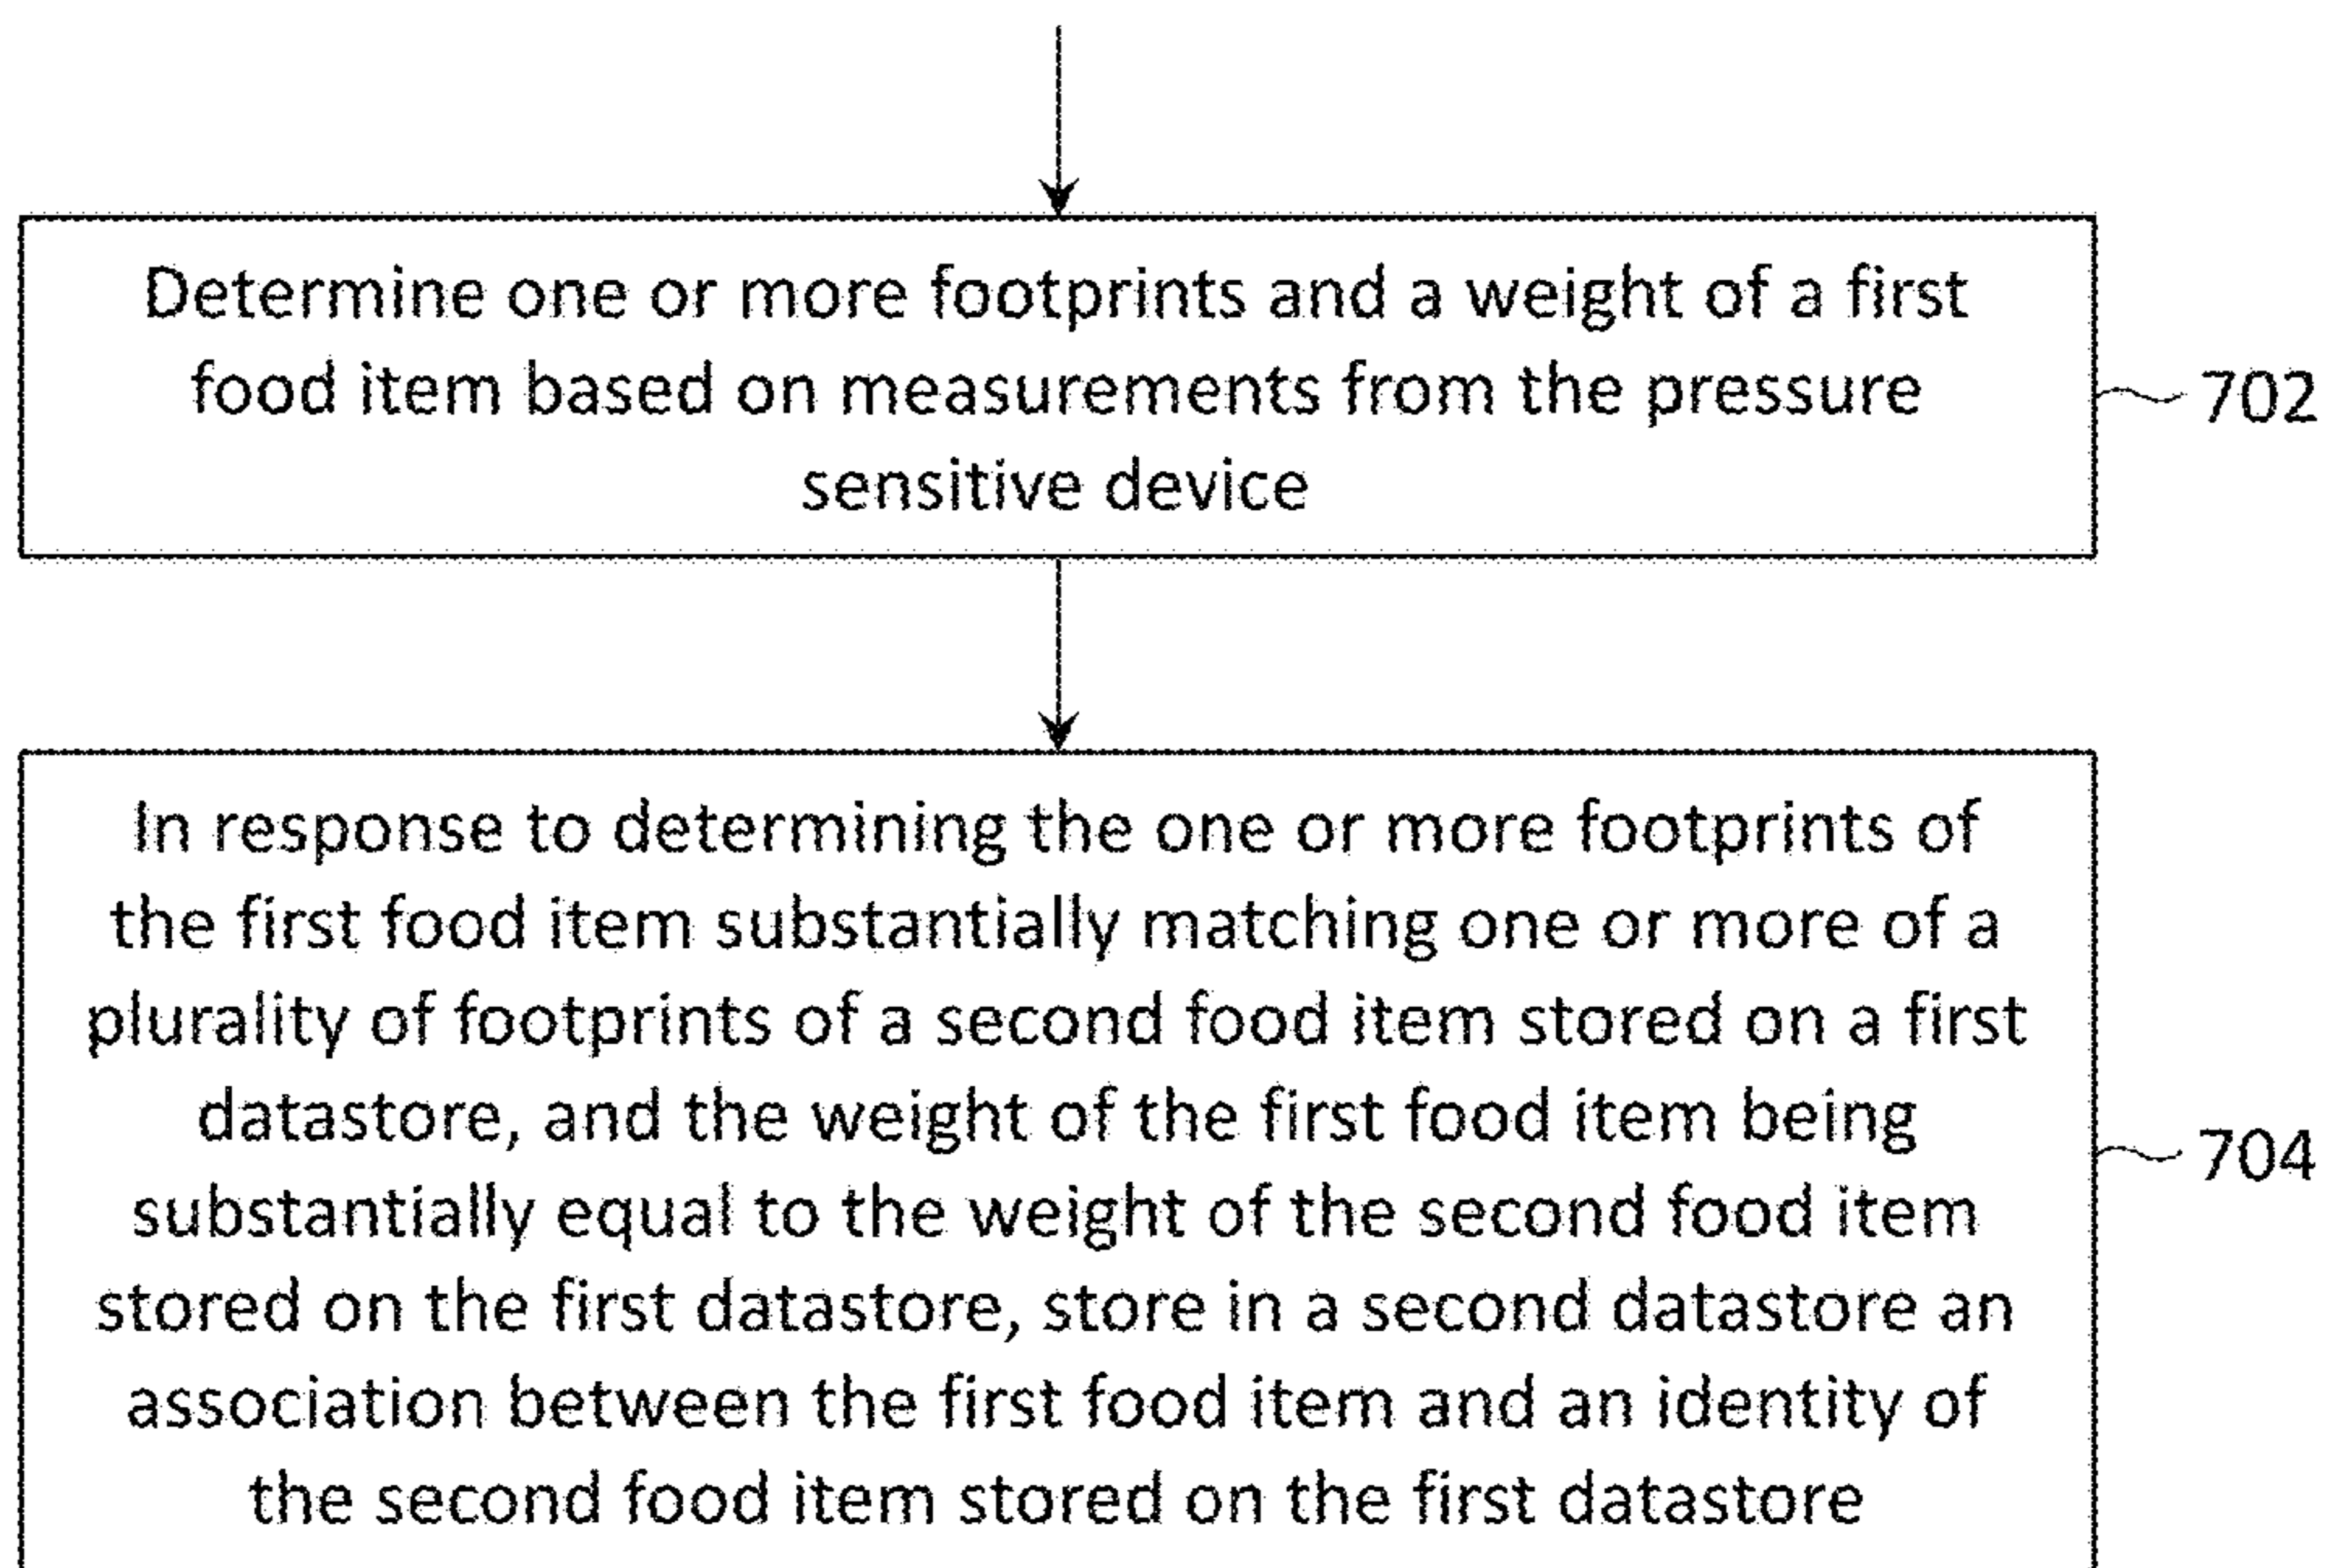 Determine one or more footprints and a weight of a first
food item based on measurements from the pressure
sensitive device
702
In response to determining the one or more footprints of
the first food item substantially matching one or more of a
plurality of footprints of a second food item stored on a first
datastore, and the weight of the first food item being
substantially equal to the weight of the second food item
stored on the first datastore, store in a second datastore an
association between the first food item and an identity of
the second food item stored on the first datastore
704